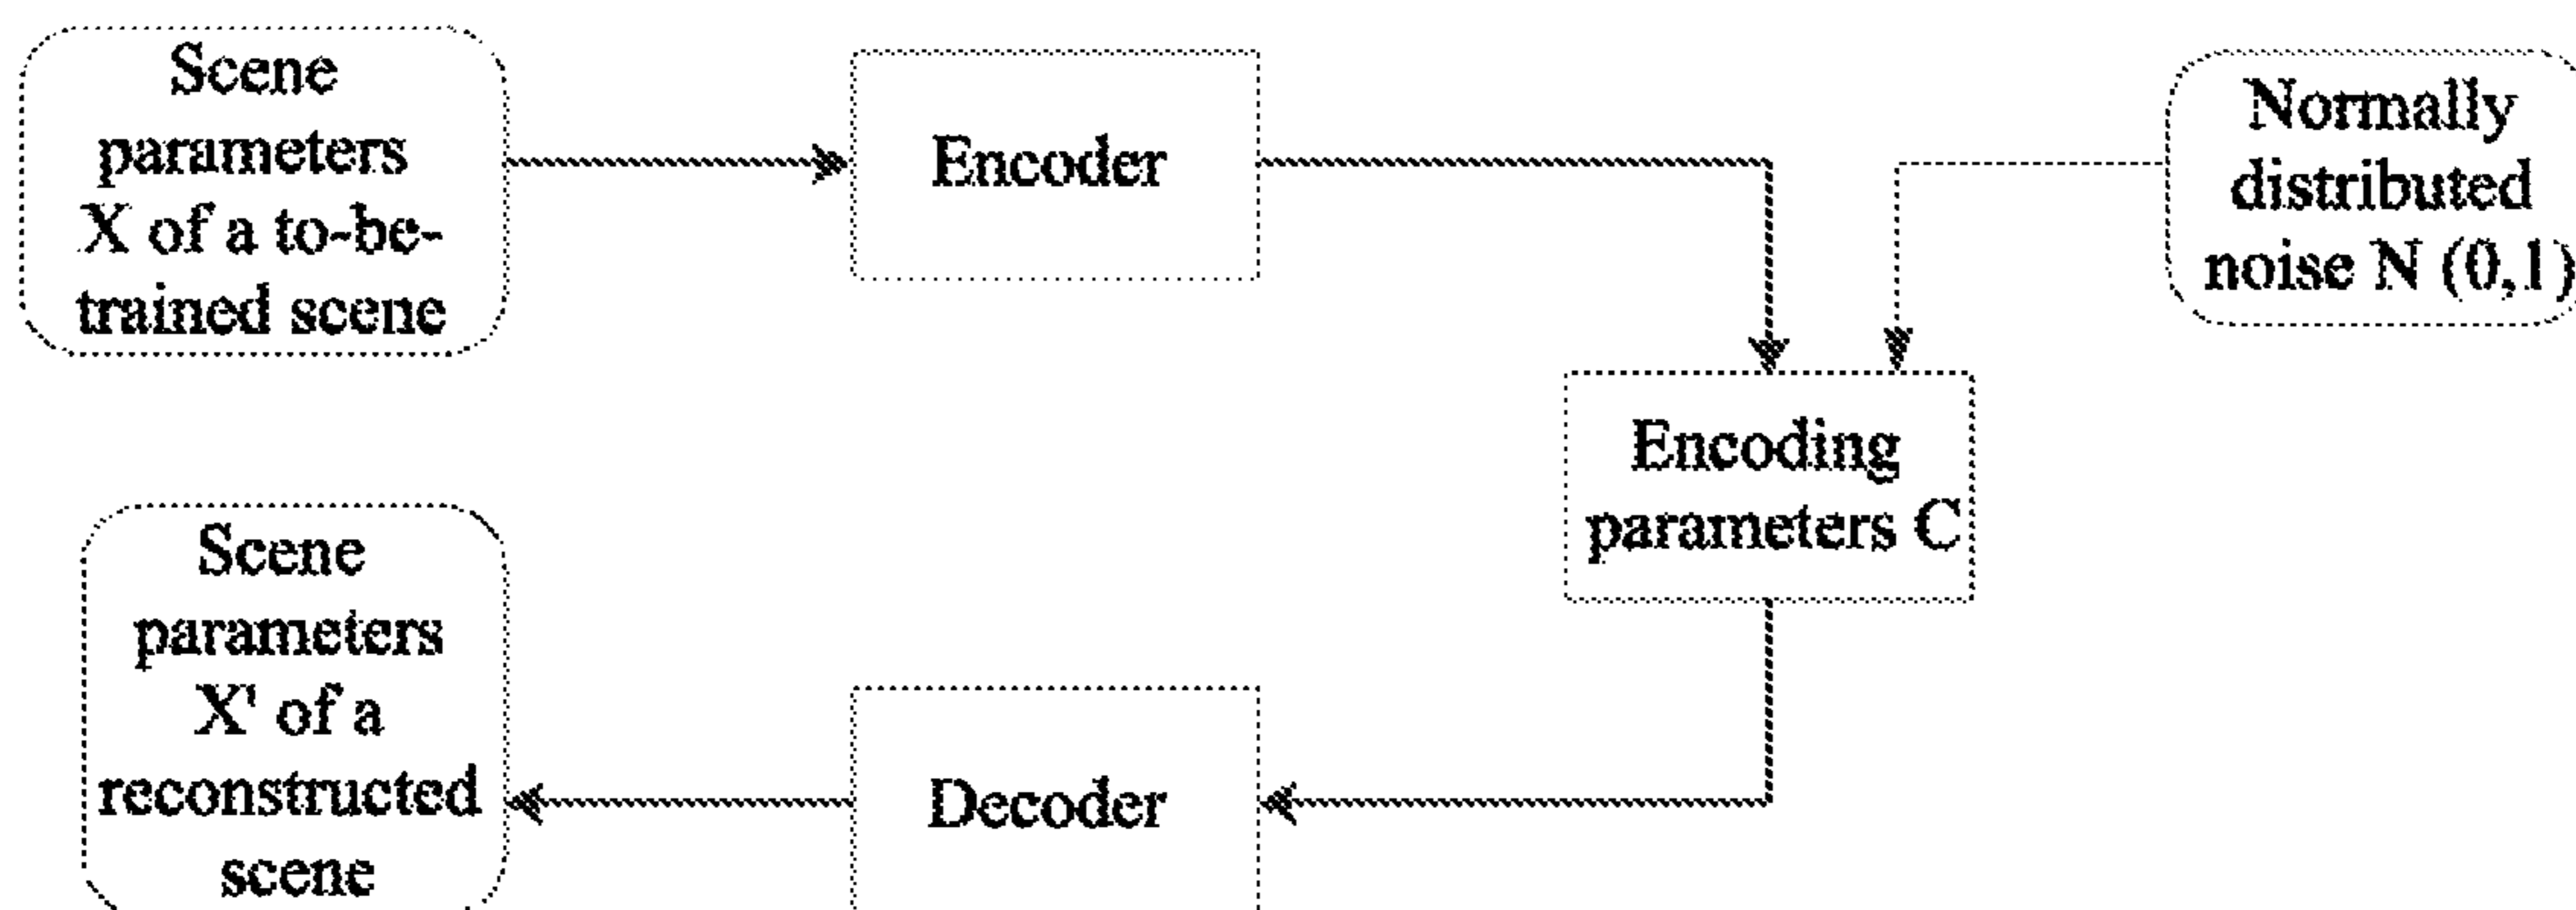 Scene
parameters
X of a to-be-
trained scene
Encoder
Normally
distributed
noise N (0,1)
Encoding
parameters C
Scene
parameters
X' of a
reconstructed
scene
Decoder